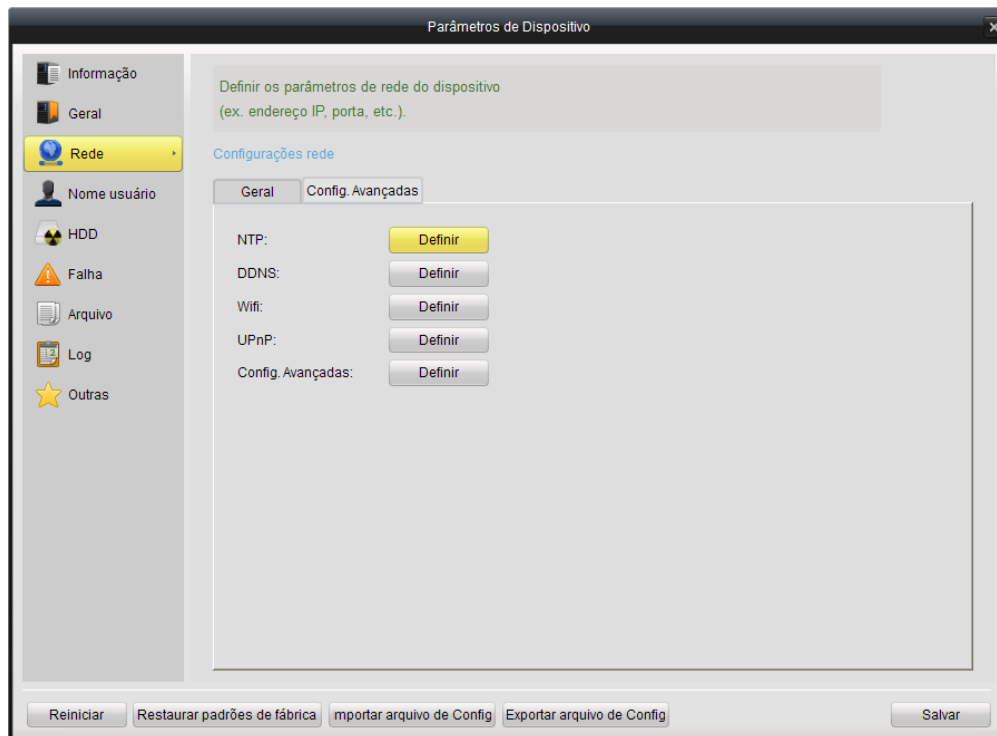 Parâmetros de Dispositivo
Informação
Geral
Rede
Nome usuário
HDD
Falha
Arquivo
Log
Outras
Definir os parâmetros de rede do dispositivo
(ex. endereço IP, porta, etc.).
Configurações rede
Geral Config. Avançadas
NTP: Definir
DDNS: Definir
Wifi: Definir
UPnP: Definir
Config. Avançadas: Definir
Reiniciar Restaurar padrões de fábrica mportar arquivo de Config Exportar arquivo de Config Salvar